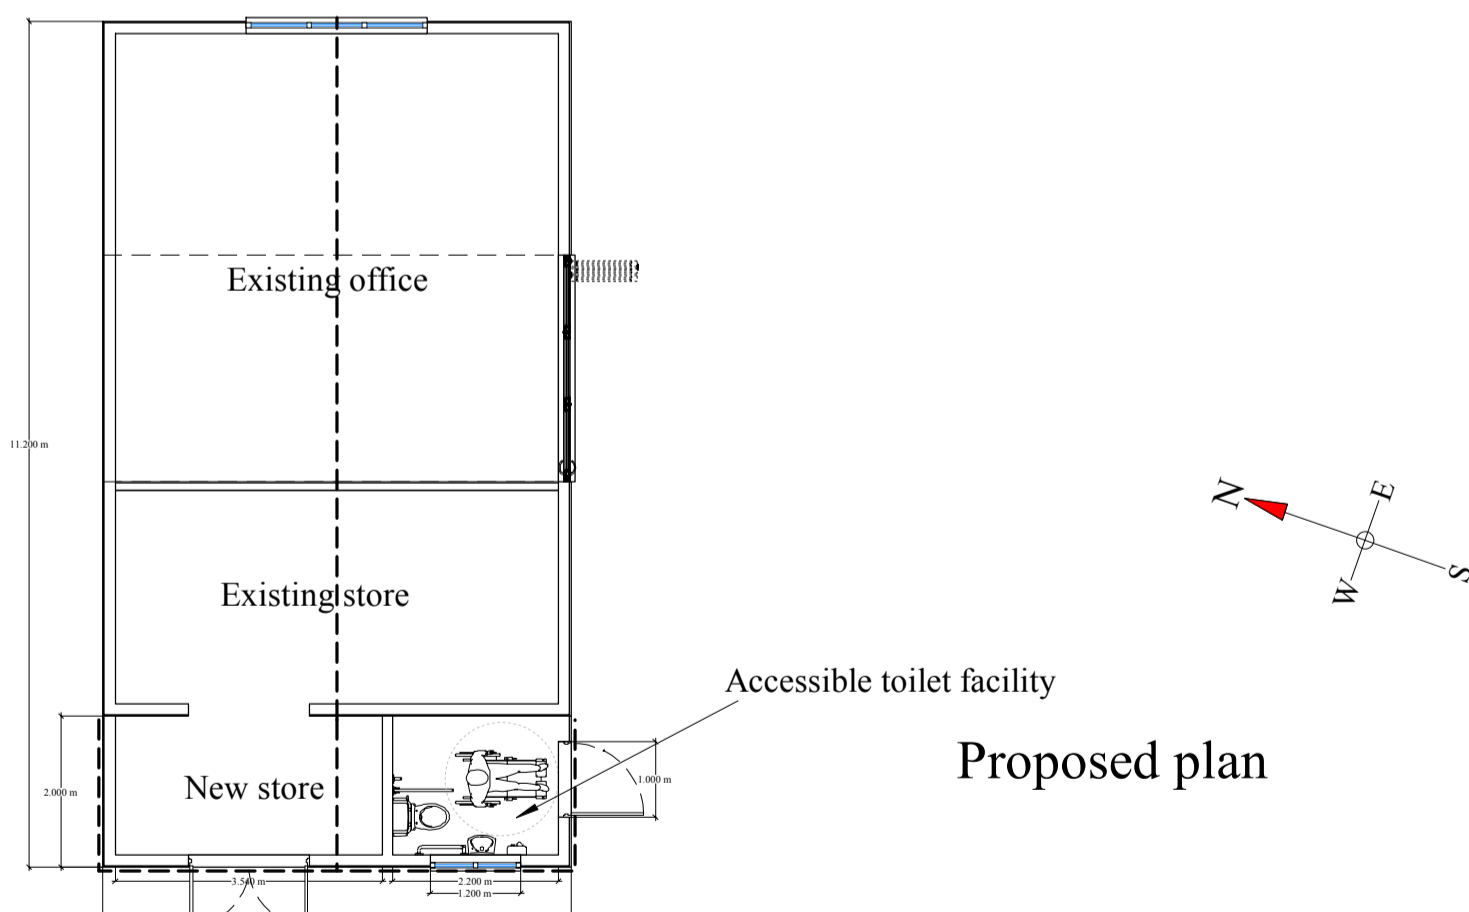 Existing office
11.200 m
N
E
S
W
Existing store
Accessible toilet facility
Proposed plan
New store
2.000 m
1.000 m
3.540 m
2.200 m
1.200 m